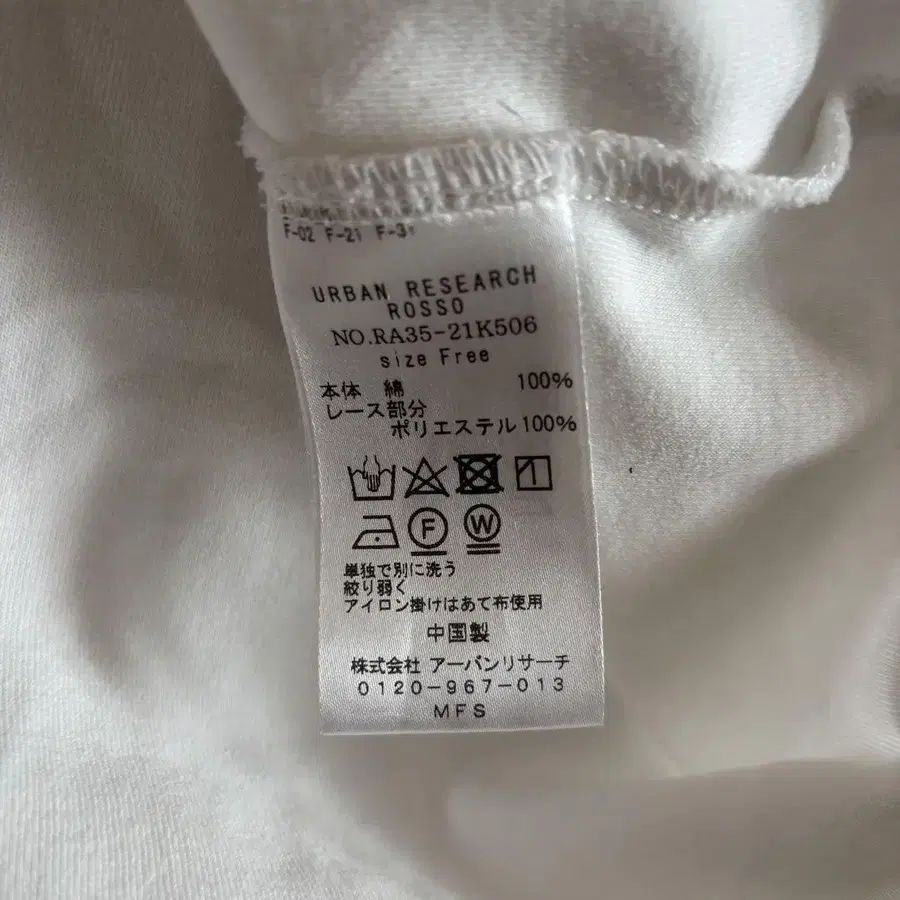 F-02 F-21 F-31
URBAN RESEARCH
ROSSO
NO.RA35-21K506
size Free
本体 綿 100%
レース部分
ポリエステル100%
F W
単独で別に洗う
絞り弱く
アイロン掛けはあて布使用
中国製
株式会社 アーバンリサーチ
0120-967-013
MFS